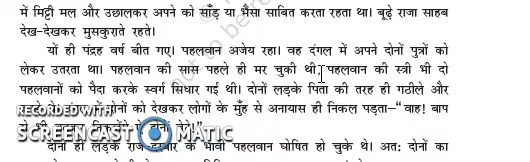 में मिट्टी मल और उछालकर अपने को साँड़ या भैंसा साबित करता रहता था। बूढ़े राजा साहब
देख-देखकर मुसकुराते रहते।
यों ही पंद्रह वर्ष बीत गए। पहलवान अजेय रहा। वह दंगल में अपने दोनों पुत्रों को
लेकर उतरता था। पहलवान की सास पहले ही मर चुकी थी, पहलवान की स्त्री भी दो
पहलवानों को पैदा करके स्वर्ग सिधार गई थी। दोनों लड़के पिता की तरह ही गठीले और
दोनों को देखकर लोगों के मुँह से अनायास ही निकल पड़ता–“वाह! बाप
RECORDED WITH
SCREENCAST MATIC
दोनों ही लड़के राज-दरबार के भावी पहलवान घोषित हो चुके थे। अतः दोनों का